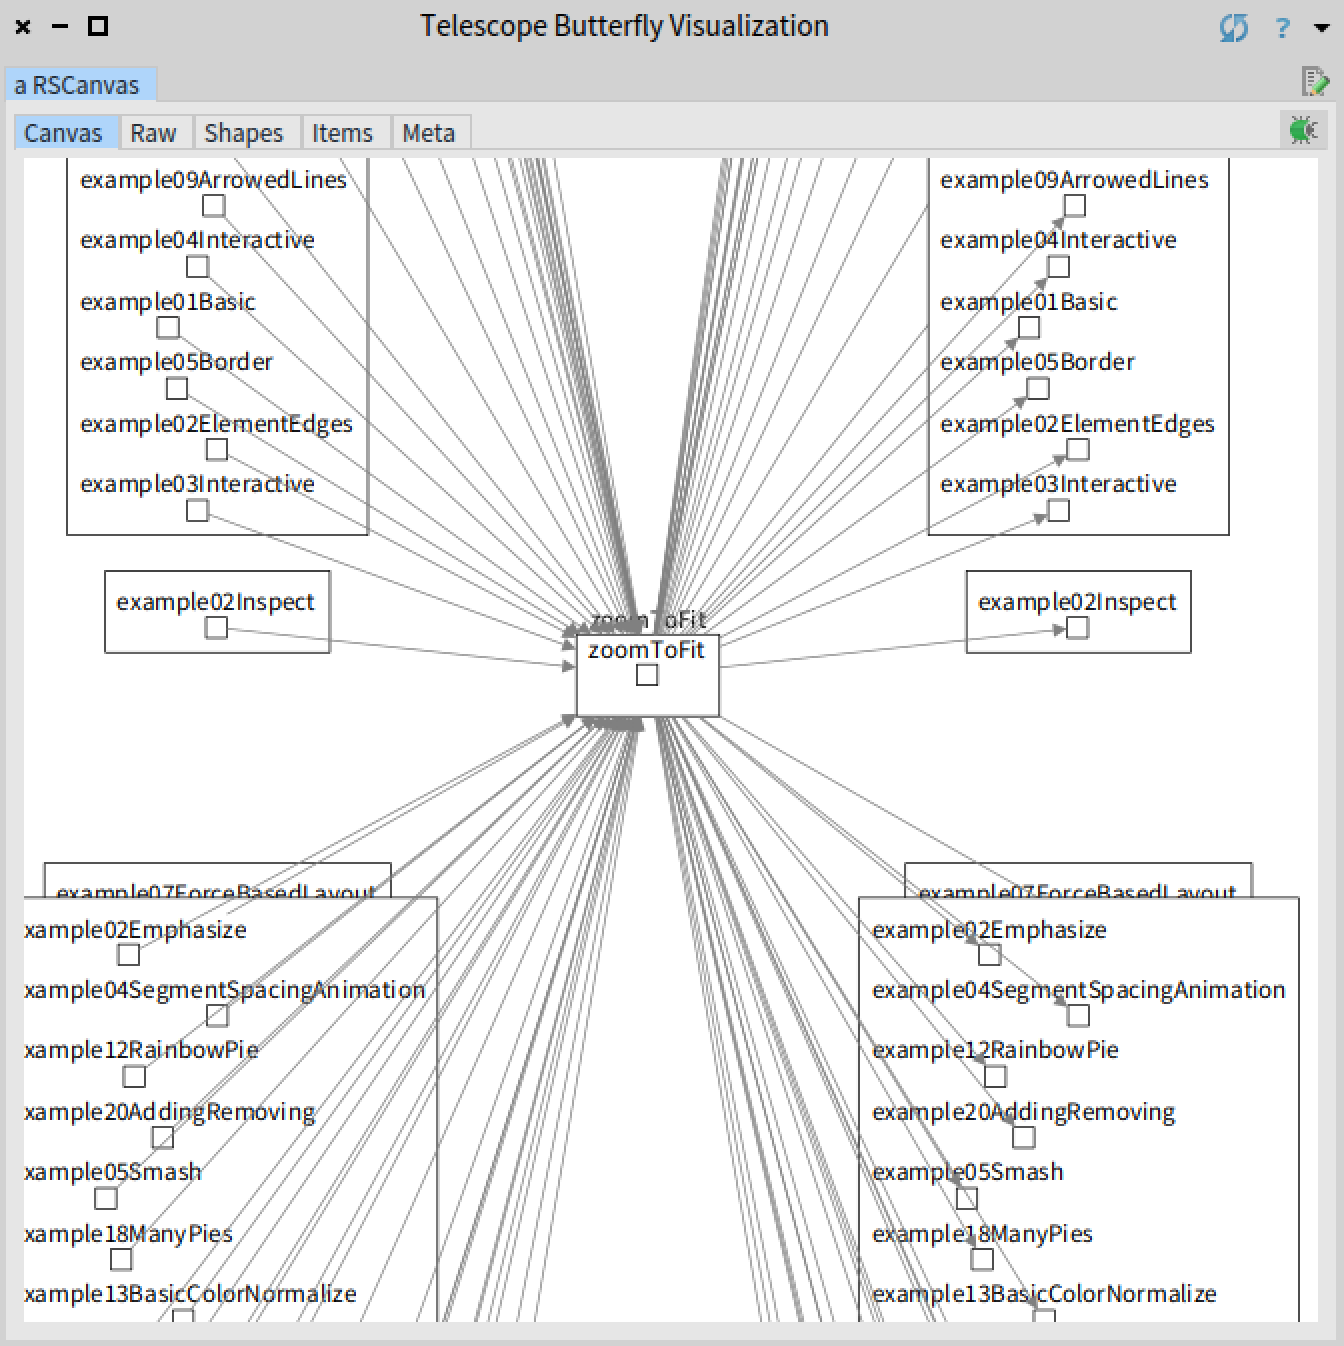 Telescope Butterfly Visualization
?
a RSCanvas
Canvas Raw Shapes Items Meta
example09ArrowedLines
example04Interactive
example01Basic
example05Border
example02ElementEdges
example03Interactive
example02Inspect
example09ArrowedLines
example04Interactive
example01Basic
example05Border
example02ElementEdges
example03Interactive
example02Inspect
zoomToFit
zoomToFit
example07ForceBasedLayout
xample02Emphasize
xample04SegmentSpacingAnimation
xample12RainbowPie
xample20AddingRemoving
xample05Smash
xample18ManyPies
xample13BasicColorNormalize
example07ForceBasedLayout
example02Emphasize
example04SegmentSpacingAnimation
example12RainbowPie
example20AddingRemoving
example05Smash
example18ManyPies
example13BasicColorNormalize